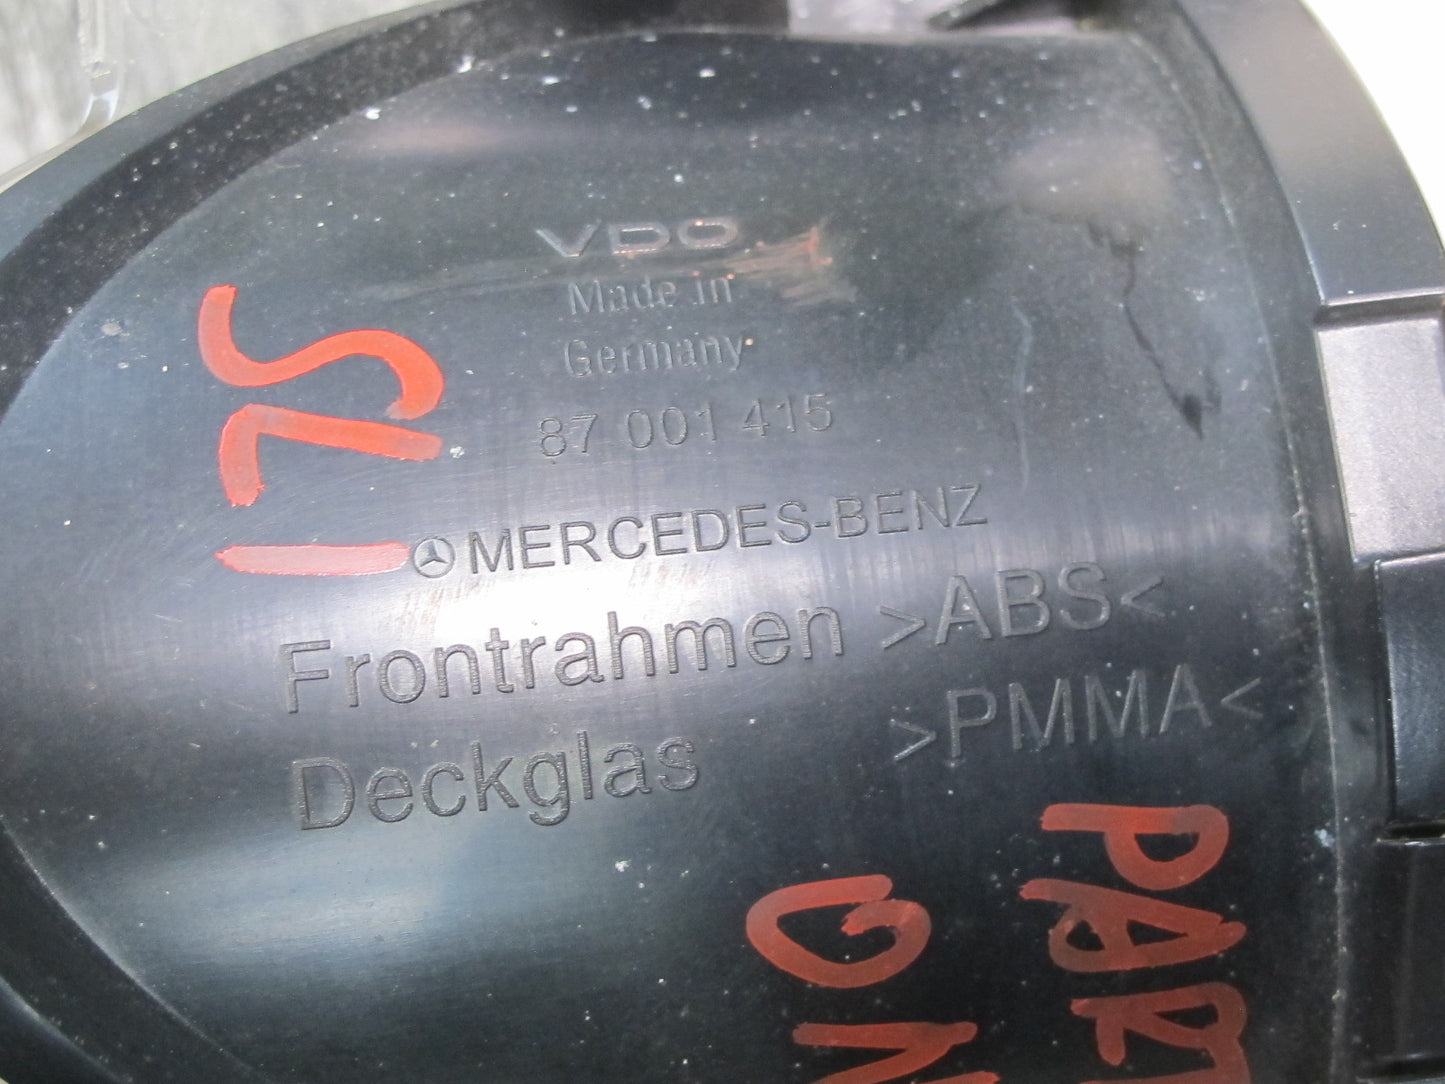 VDO
Made in
Germany
87 001 415
MERCEDES-BENZ
Frontrahmen >ABS<
Deckglas >PMMA<